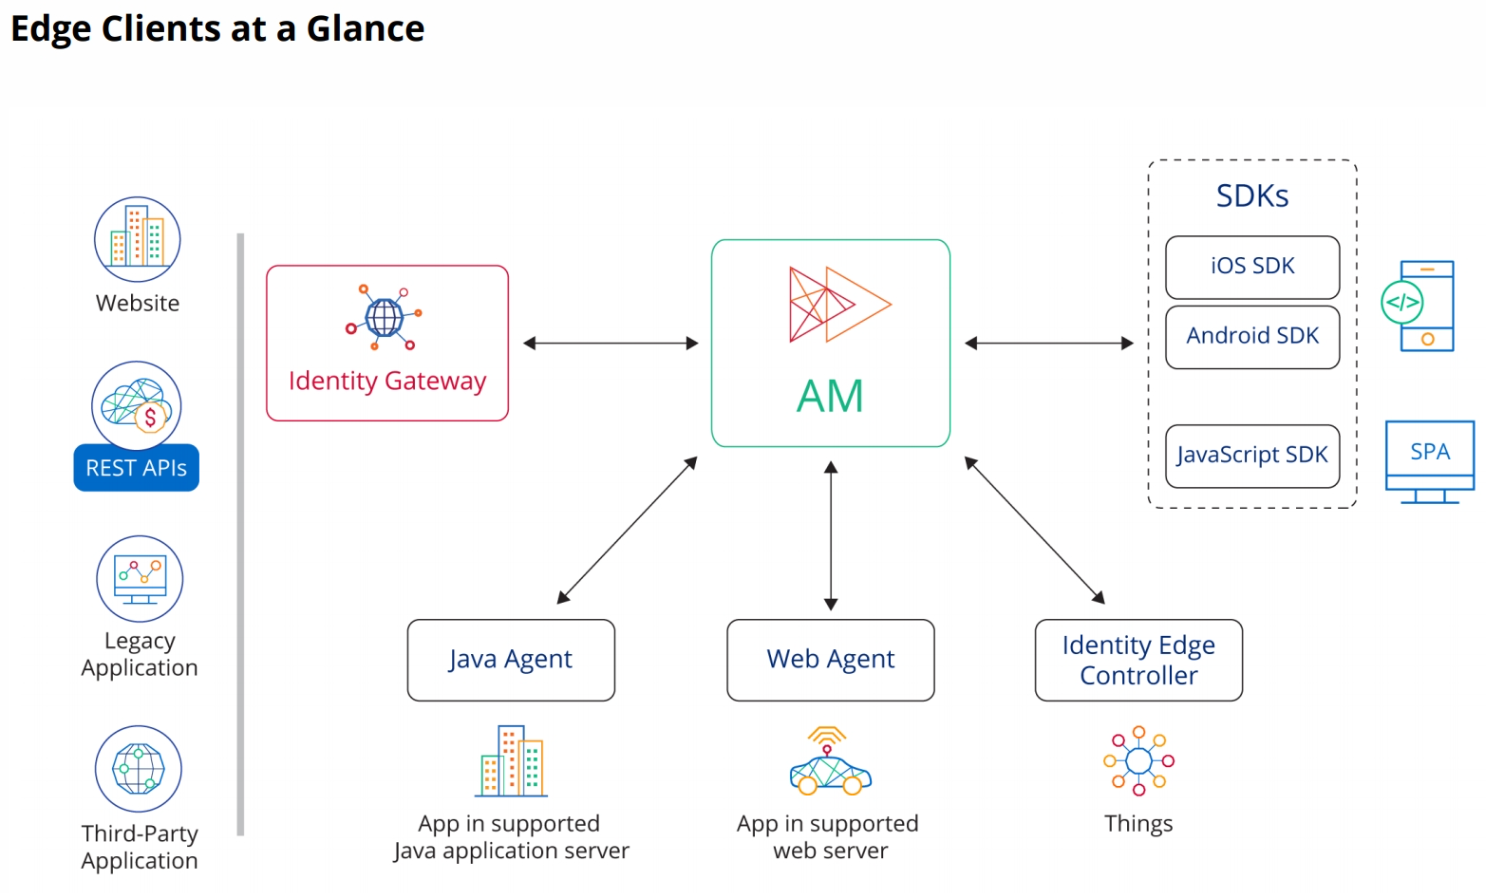 Edge Clients at a Glance
Website
$
REST APIs
Legacy
Application
Third-Party
Application
Identity Gateway
AM
SDKs
iOS SDK
Android SDK
JavaScript SDK
</>
SPA
Java Agent
App in supported
Java application server
Web Agent
App in supported
web server
Identity Edge
Controller
Things